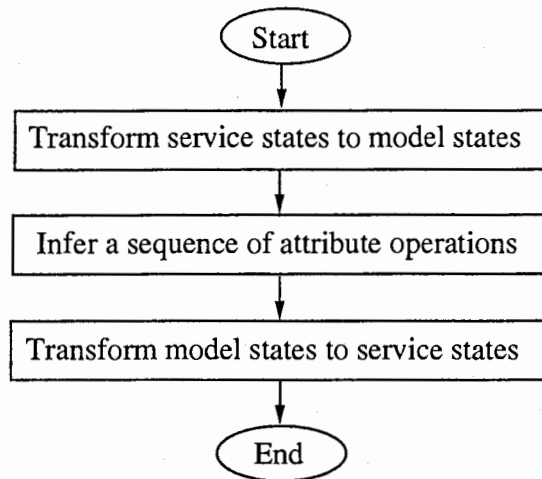 Start
Transform service states to model states
Infer a sequence of attribute operations
Transform model states to service states
End